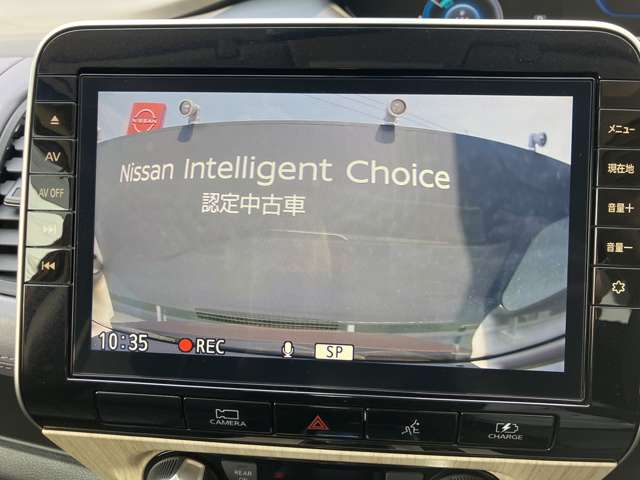 NISSAN
Nissan Intelligent Choice
認定中古車
10:35 REC SP
AV
AV OFF
メニュー
現在地
音量＋
音量－
CAMERA
CHARGE
REAR